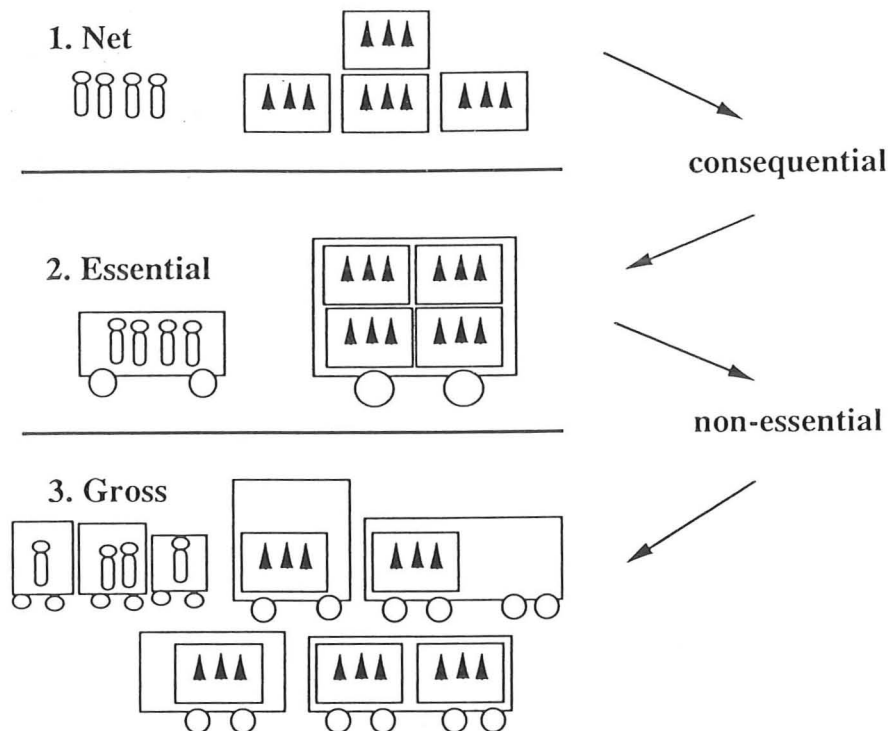 1. Net
consequential
2. Essential
non-essential
3. Gross